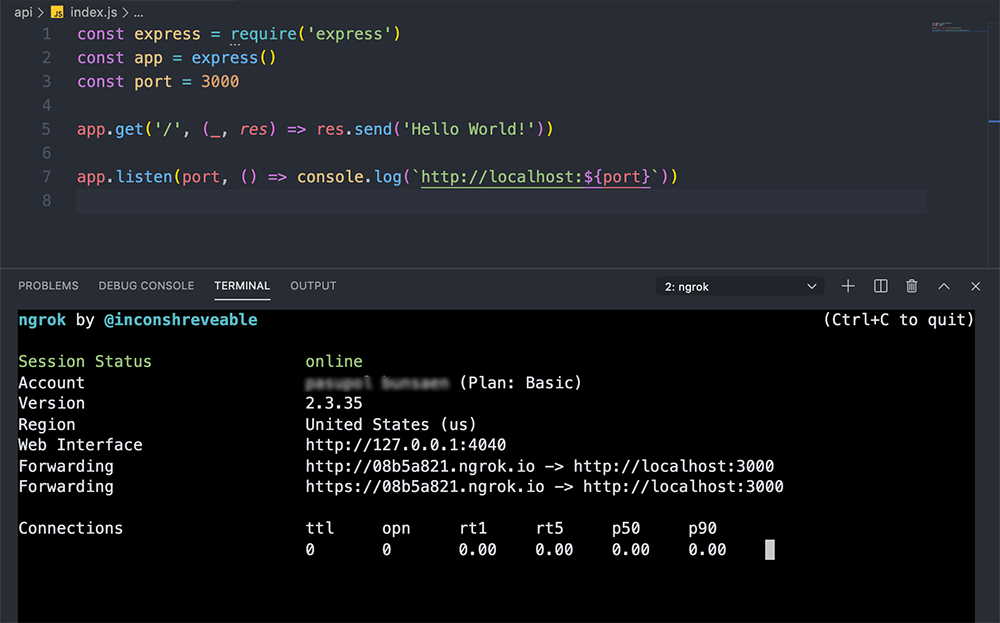 api > JS index.js > ...
1 const express = require('express')
2 const app = express()
3 const port = 3000
4
5 app.get('/', (_, res) => res.send('Hello World!'))
6
7 app.listen(port, () => console.log(`http://localhost:${port}`))
8
PROBLEMS DEBUG CONSOLE TERMINAL OUTPUT 2: ngrok
ngrok by @inconshreveable (Ctrl+C to quit)
Session Status online
Account (Plan: Basic)
Version 2.3.35
Region United States (us)
Web Interface http://127.0.0.1:4040
Forwarding http://08b5a821.ngrok.io -> http://localhost:3000
Forwarding https://08b5a821.ngrok.io -> http://localhost:3000
Connections ttl opn rt1 rt5 p50 p90
0 0 0.00 0.00 0.00 0.00